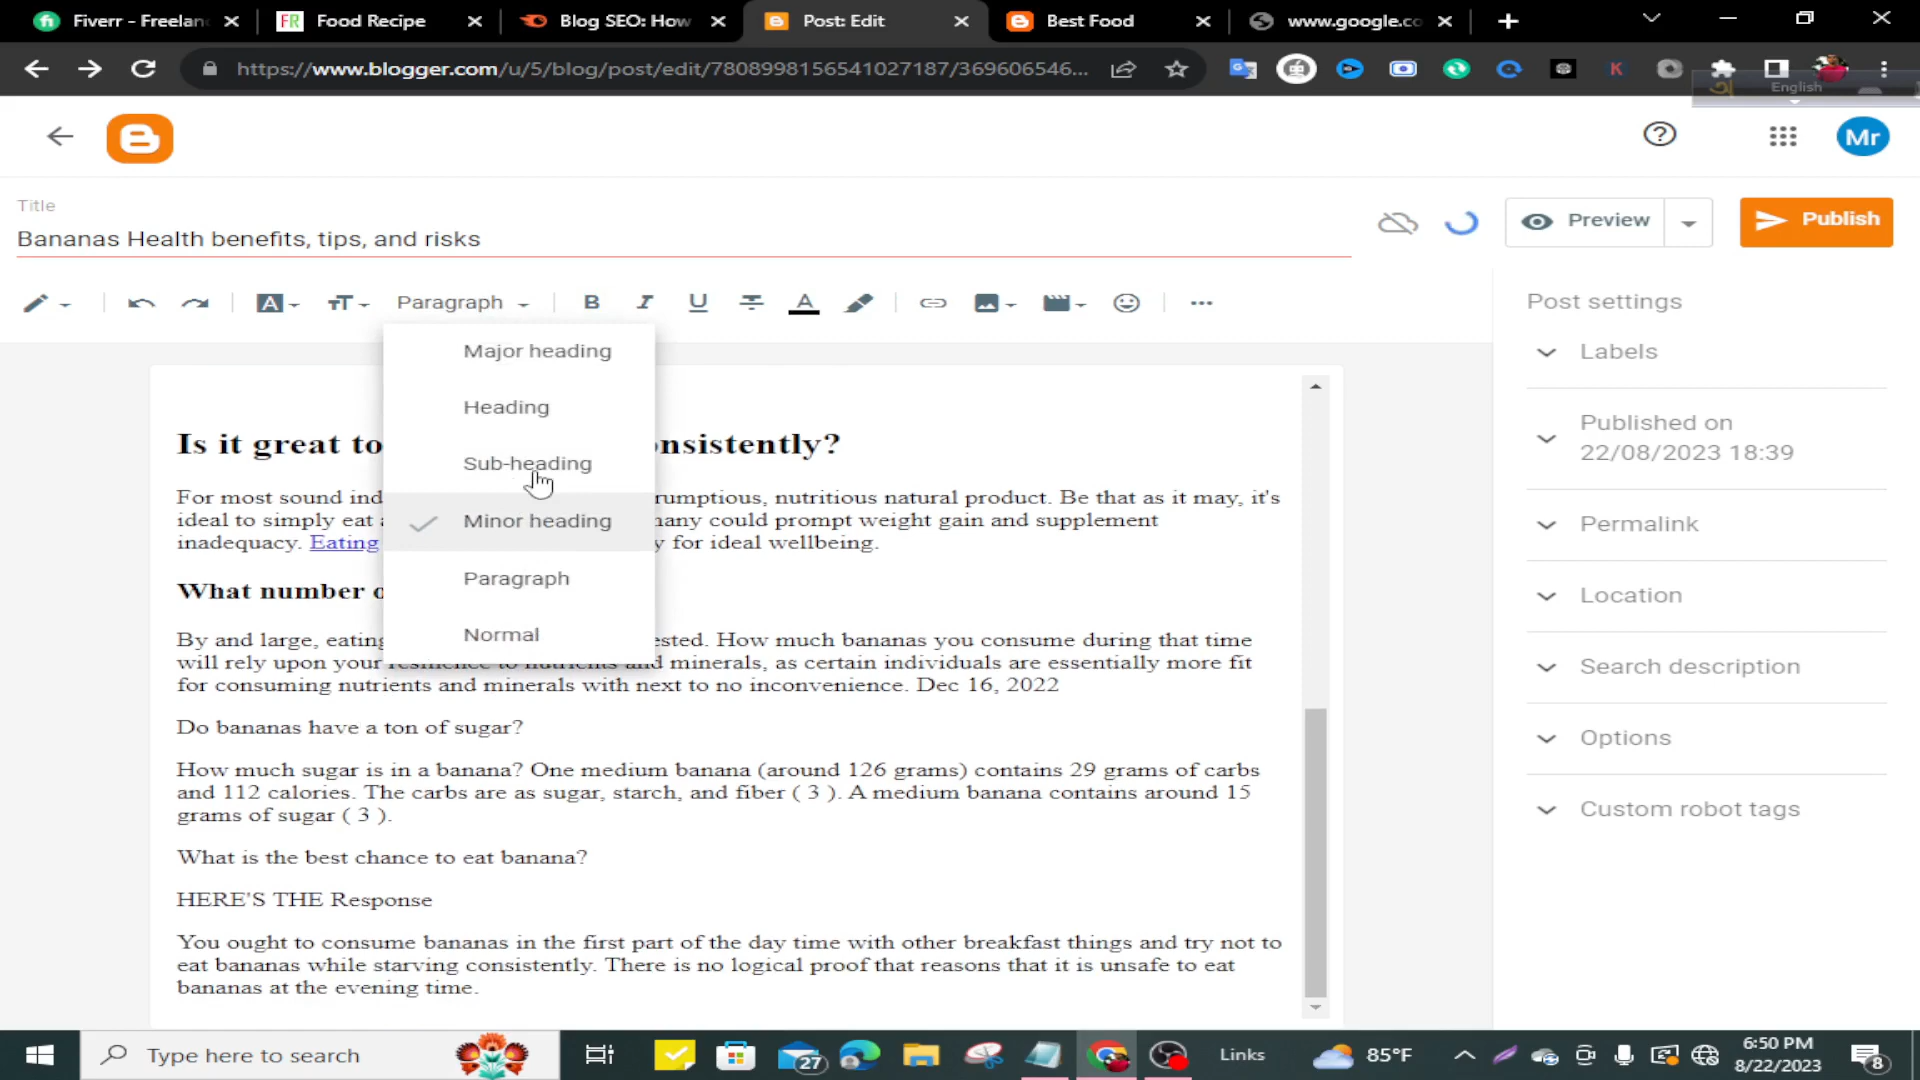 Fiverr - Freelan
FR Food Recipe
Blog SEO: How
Post: Edit
Best Food
www.google.co
https://www.blogger.com/u/5/blog/post/edit/7808998156541027187/369606546...
K
English
Mr
Title
Bananas Health benefits, tips, and risks
Preview
Publish
A
TT
Paragraph
B
I
U
A
Post settings
Labels
Published on
22/08/2023 18:39
Permalink
Location
Search description
Options
Custom robot tags
Major heading
Heading
Sub-heading
Minor heading
Paragraph
Normal
Is it great to onsistently?
For most sound ind rumptious, nutritious natural product. Be that as it may, it's
ideal to simply eat many could prompt weight gain and supplement
inadequacy. Eating y for ideal wellbeing.
What number
By and large, eating ested. How much bananas you consume during that time
will rely upon your resilience to nutrients and minerals, as certain individuals are essentially more fit
for consuming nutrients and minerals with next to no inconvenience. Dec 16, 2022
Do bananas have a ton of sugar?
How much sugar is in a banana? One medium banana (around 126 grams) contains 29 grams of carbs
and 112 calories. The carbs are as sugar, starch, and fiber ( 3 ). A medium banana contains around 15
grams of sugar ( 3 ).
What is the best chance to eat banana?
HERE'S THE Response
You ought to consume bananas in the first part of the day time with other breakfast things and try not to
eat bananas while starving consistently. There is no logical proof that reasons that it is unsafe to eat
bananas at the evening time.
Type here to search
27
Links
85°F
6:50 PM
8/22/2023
8